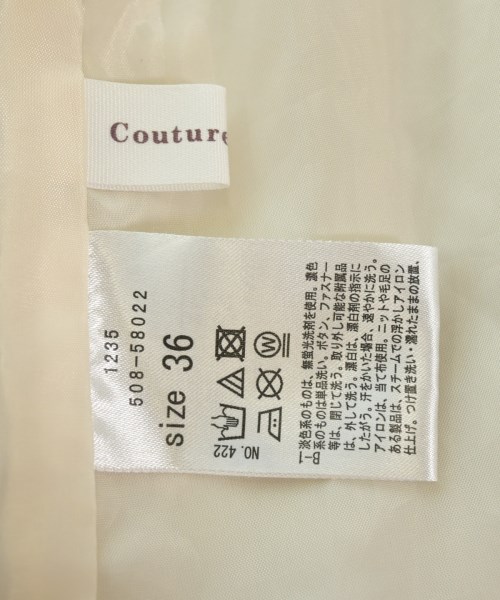 Couture
1235
508-58022
size 36
NO. 422
B-1
淡色系のものは、無蛍光洗剤を使用。濃色
系のものは単品洗い。ボタン、ファスナー
等は、閉じて洗う。取り外し可能な附属品
は、外して洗う。漂白は、漂白剤の指示に
したがう。汗をかいた場合、速やかに洗う。
アイロンは、当て布使用。ニットや毛足の
ある製品は、スチームでの浮かしアイロン
仕上げ。つけ置き洗い・濡れたままの放置、